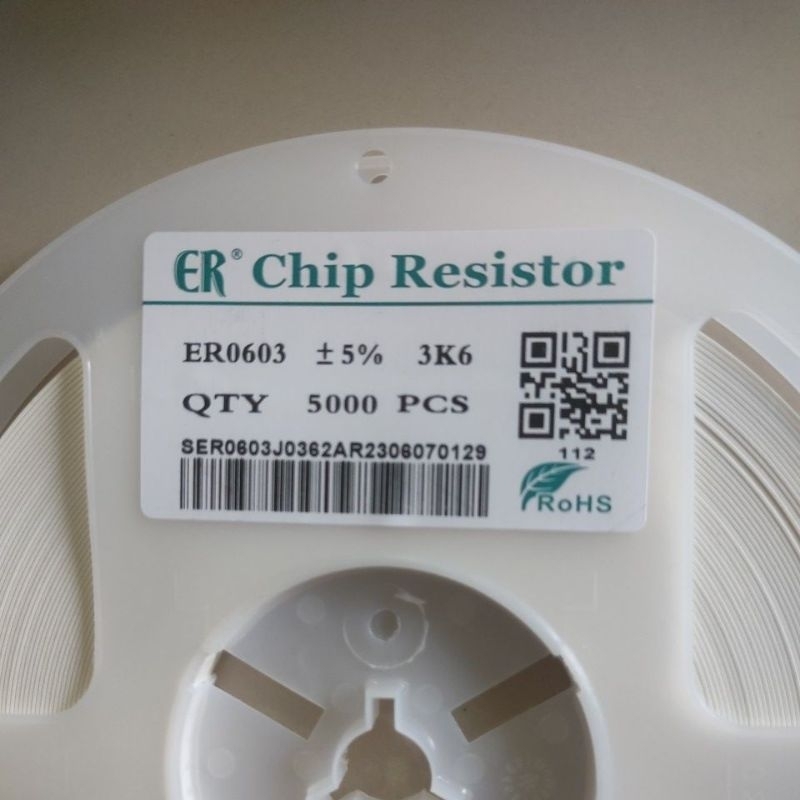 ER® Chip Resistor
ER0603 ±5% 3K6
QTY 5000 PCS
SER0603J0362AR2306070129
112
RoHS